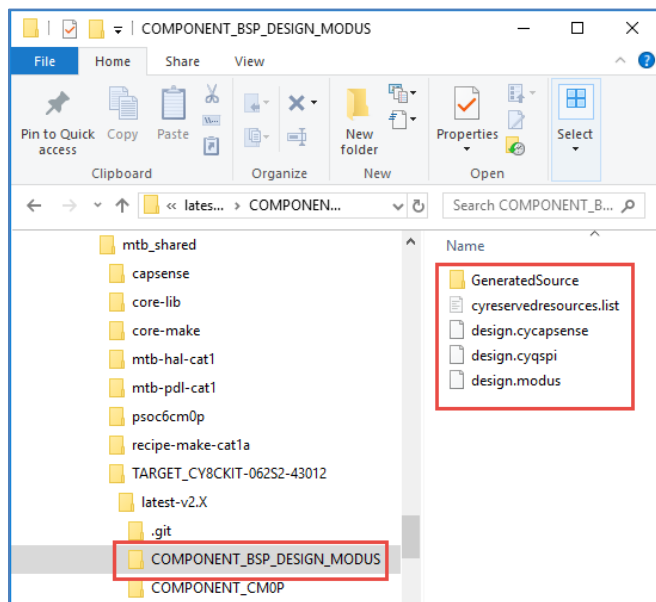 COMPONENT_BSP_DESIGN_MODUS
File Home Share View
Pin to Quick access
Copy
Paste
New folder
Properties
Select
Clipboard Organize New Open
« lates... › COMPONEN...
Search COMPONENT_B...
mtb_shared
capsense
core-lib
core-make
mtb-hal-cat1
mtb-pdl-cat1
psoc6cm0p
recipe-make-cat1a
TARGET_CY8CKIT-062S2-43012
latest-v2.X
.git
COMPONENT_BSP_DESIGN_MODUS
COMPONENT_CM0P
Name
GeneratedSource
cyreservedresources.list
design.cycapsense
design.cyqspi
design.modus